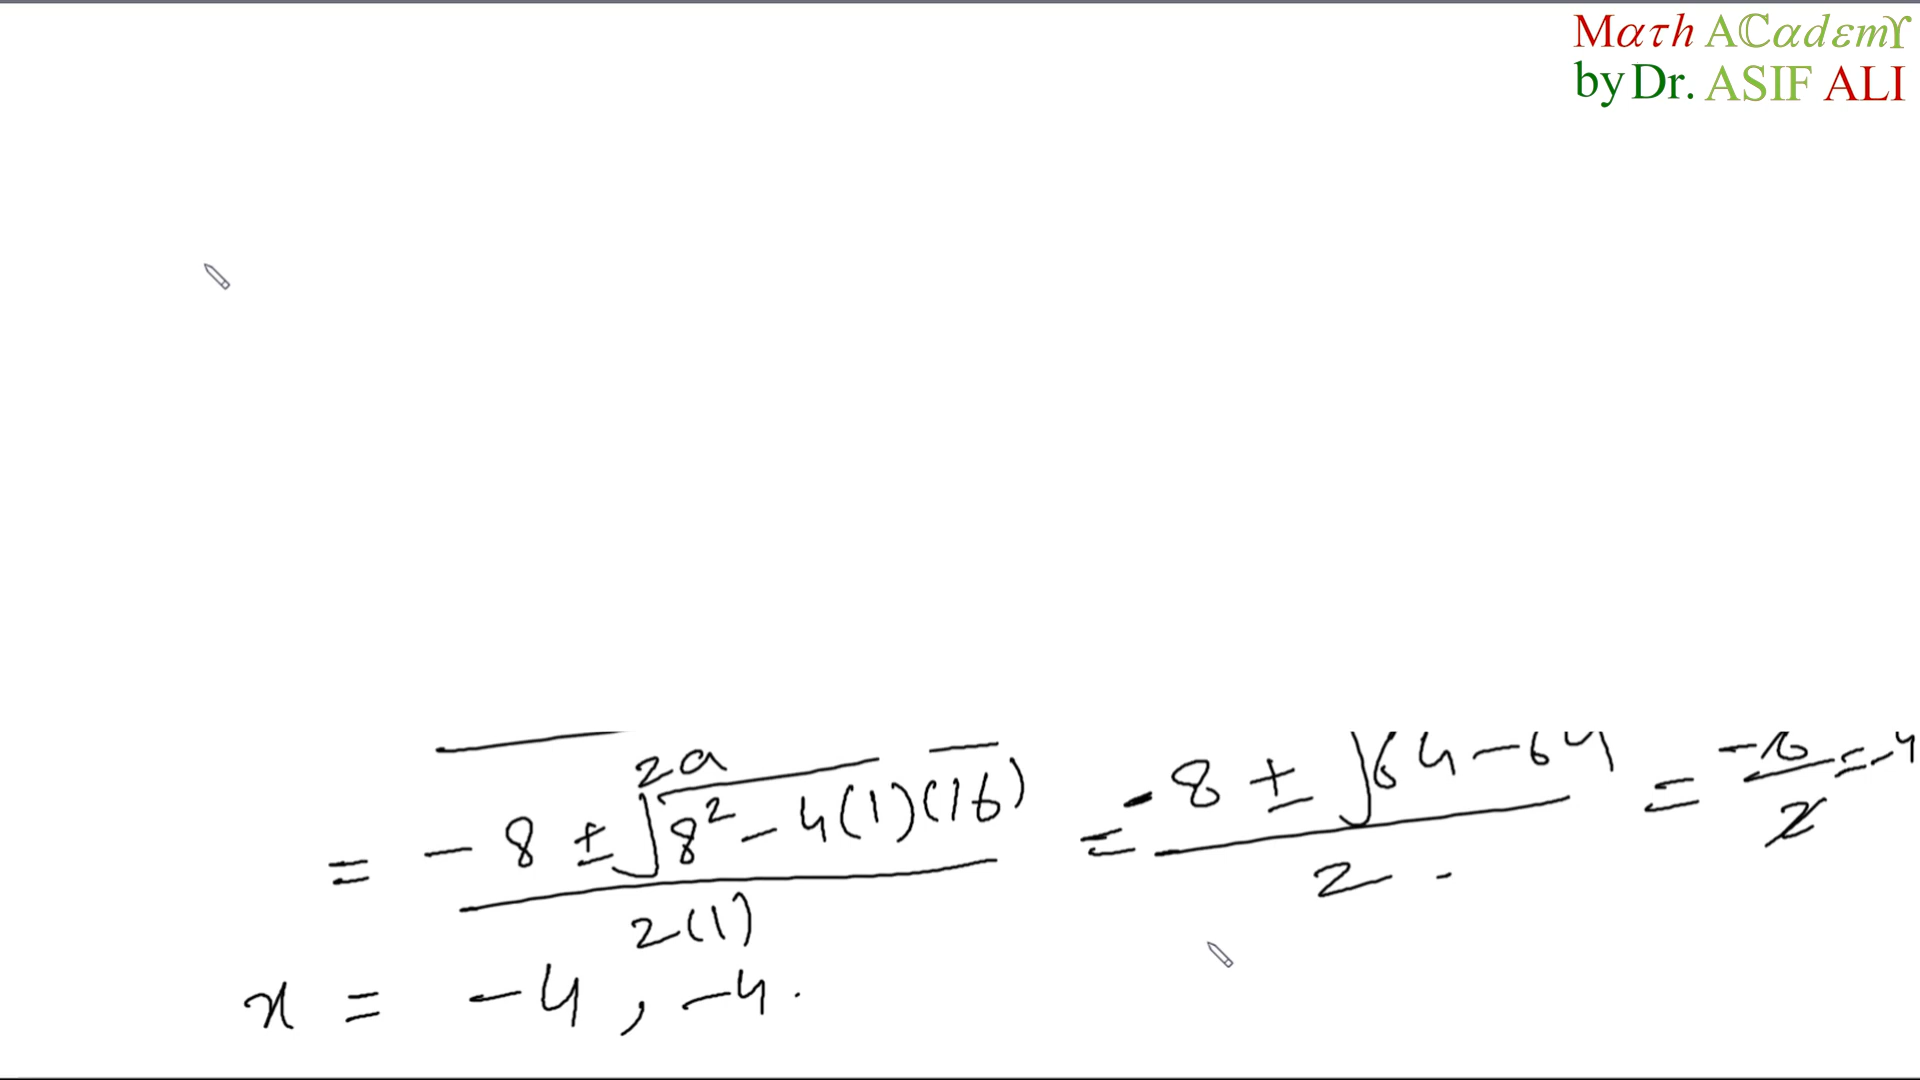 Mατh Aℂαdεmϒ
by Dr. ASIF ALI
2a
= -8 ± √8² - 4(1)(16) = -8 ± √64-64 = = -4
2(1) 2 . 2
x = -4 , -4 .